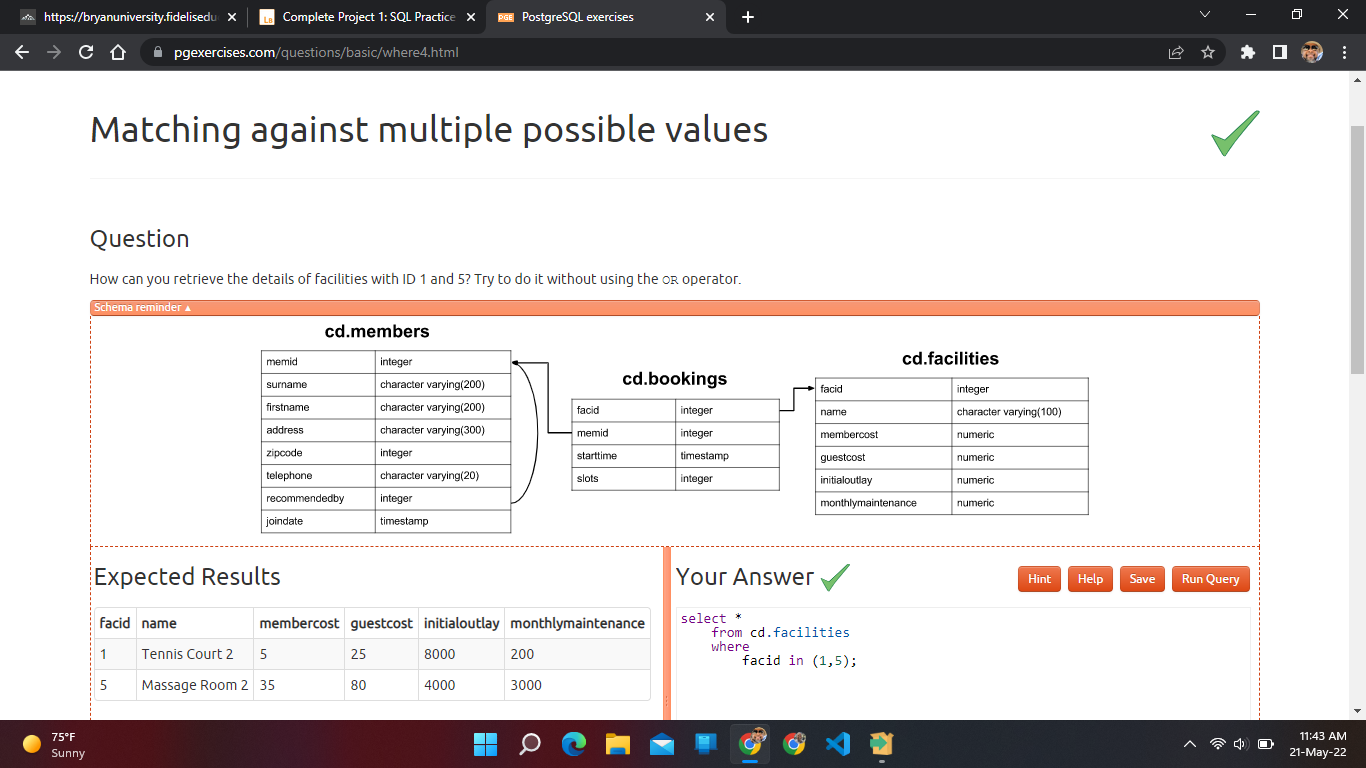 https://bryanuniversity.fidelisedu
Complete Project 1: SQL Practice
PGE PostgreSQL exercises
pgexercises.com/questions/basic/where4.html
Matching against multiple possible values
Question
How can you retrieve the details of facilities with ID 1 and 5? Try to do it without using the OR operator.
Schema reminder ▲
cd.members
memid integer
surname character varying(200)
firstname character varying(200)
address character varying(300)
zipcode integer
telephone character varying(20)
recommendedby integer
joindate timestamp
cd.bookings
facid integer
memid integer
starttime timestamp
slots integer
cd.facilities
facid integer
name character varying(100)
membercost numeric
guestcost numeric
initialoutlay numeric
monthlymaintenance numeric
Expected Results
facid name membercost guestcost initialoutlay monthlymaintenance
1 Tennis Court 2 5 25 8000 200
5 Massage Room 2 35 80 4000 3000
Your Answer
Hint Help Save Run Query
select *
from cd.facilities
where
facid in (1,5);
75°F
Sunny
11:43 AM
21-May-22